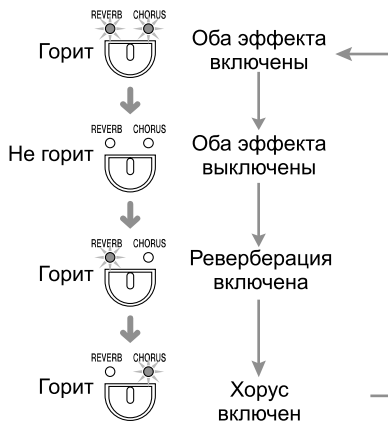 REVERB CHORUS
Горит
Оба эффекта
включены
REVERB CHORUS
Не горит
Оба эффекта
выключены
REVERB CHORUS
Горит
Реверберация
включена
REVERB CHORUS
Горит
Хорус
включен